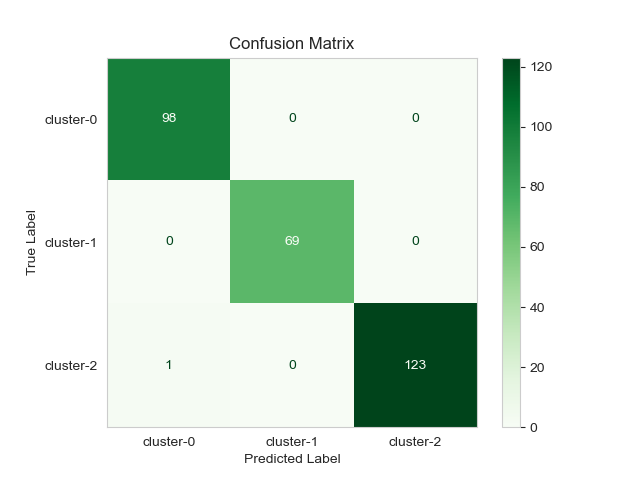 Confusion Matrix
cluster-0 98 0 0
cluster-1 0 69 0
cluster-2 1 0 123
cluster-0 cluster-1 cluster-2
Predicted Label
True Label
120
100
80
60
40
20
0